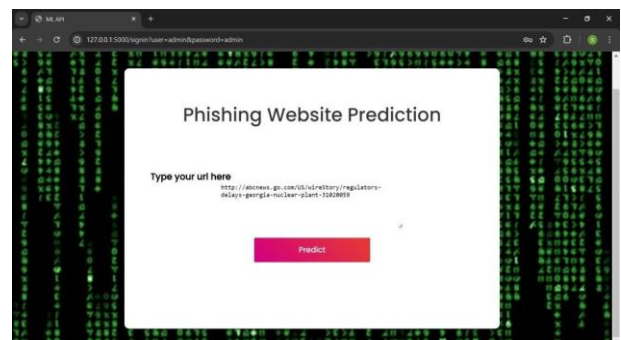 ML API
127.0.0.1:5000/signin?user=admin&password=admin
Phishing Website Prediction
Type your url here
http://abcnews.go.com/US/wireStory/regulators-
delays-georgia-nuclear-plant-31020059
Predict